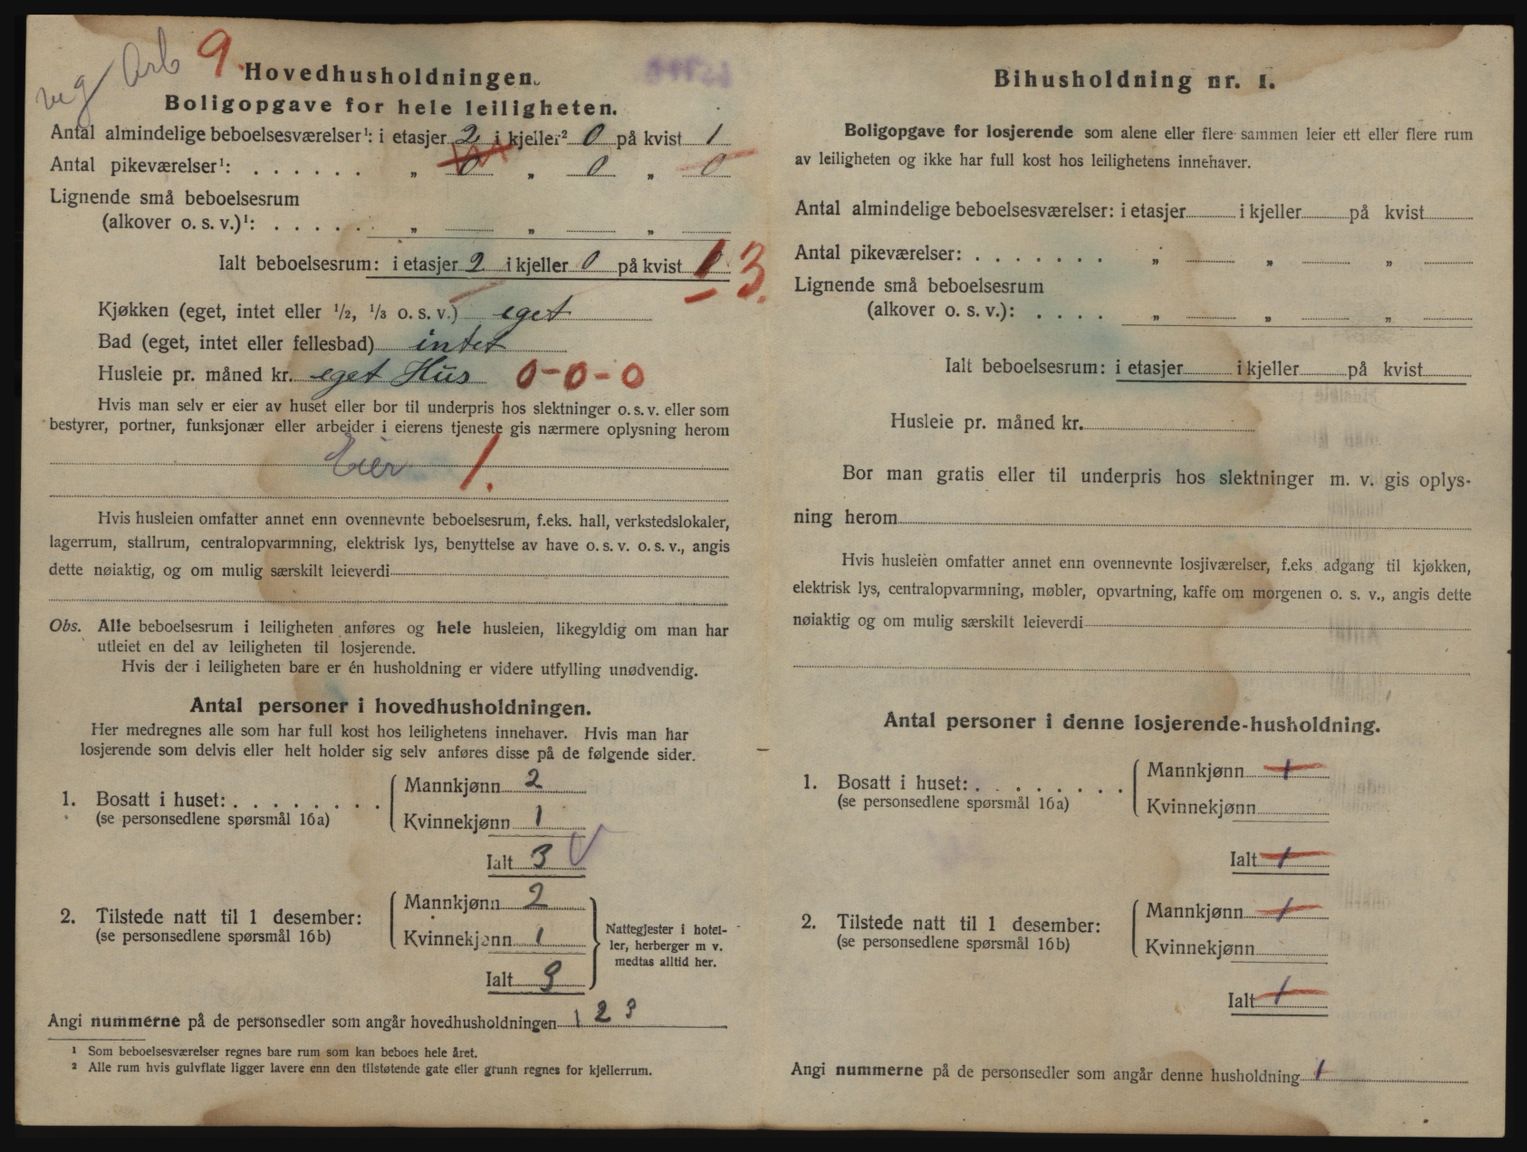 veg Arb 9.
Hovedhusholdningen.
Boligopgave for hele leiligheten.
Antal almindelige beboelsesværelser¹: i etasjer 2 i kjeller² 0 på kvist 1
Antal pikeværelser¹: . . . . . . „ 0 „ 0 „ 0
Lignende små beboelsesrum
(alkover o. s. v.)¹: . . . . . „ „ „
Ialt beboelsesrum: i etasjer 2 i kjeller 0 på kvist 1 3.
Kjøkken (eget, intet eller ½, ⅓ o. s. v.) eget
Bad (eget, intet eller fellesbad) intet
Husleie pr. måned kr. eget Hus 0-0-0
Hvis man selv er eier av huset eller bor til underpris hos slektninger o. s. v. eller som
bestyrer, portner, funksjonær eller arbeider i eierens tjeneste gis nærmere oplysning herom
Eier 1.
Hvis husleien omfatter annet enn ovennevnte beboelsesrum, f.eks. hall, verkstedslokaler,
lagerrum, stallrum, centralopvarmning, elektrisk lys, benyttelse av have o. s. v. o. s. v., angis
dette nøiaktig, og om mulig særskilt leieverdi
Obs. Alle beboelsesrum i leiligheten anføres og hele husleien, likegyldig om man har
utleiet en del av leiligheten til losjerende.
Hvis der i leiligheten bare er én husholdning er videre utfylling unødvendig.
Antal personer i hovedhusholdningen.
Her medregnes alle som har full kost hos leilighetens innehaver. Hvis man har
losjerende som delvis eller helt holder sig selv anføres disse på de følgende sider.
1. Bosatt i huset: . . . . . . . .
(se personsedlene spørsmål 16a)
Mannkjønn 2
Kvinnekjønn 1
Ialt 3
2. Tilstede natt til 1 desember:
(se personsedlene spørsmål 16b)
Mannkjønn 2
Kvinnekjønn 1
Ialt 3
Nattegjester i hotel-
ler, herberger m v.
medtas alltid her.
Angi nummerne på de personsedler som angår hovedhusholdningen 1 2 3
¹ Som beboelsesværelser regnes bare rum som kan beboes hele året.
² Alle rum hvis gulvflate ligger lavere enn den tilstøtende gate eller grunn regnes for kjellerrum.
Bihusholdning nr. 1.
Boligopgave for losjerende som alene eller flere sammen leier ett eller flere rum
av leiligheten og ikke har full kost hos leilighetens innehaver.
Antal almindelige beboelsesværelser: i etasjer i kjeller på kvist
Antal pikeværelser: . . . . . . . „ „ „
Lignende små beboelsesrum
(alkover o. s. v.): . . . . „ „ „
Ialt beboelsesrum: i etasjer i kjeller på kvist
Husleie pr. måned kr.
Bor man gratis eller til underpris hos slektninger m. v. gis oplys-
ning herom
Hvis husleien omfatter annet enn ovennevnte losjiværelser, f.eks adgang til kjøkken,
elektrisk lys, centralopvarmning, møbler, opvartning, kaffe om morgenen o. s. v., angis dette
nøiaktig og om mulig særskilt leieverdi
Antal personer i denne losjerende-husholdning.
1. Bosatt i huset: . . . . . . . .
(se personsedlene spørsmål 16a)
Mannkjønn 1
Kvinnekjønn
Ialt 1
2. Tilstede natt til 1 desember:
(se personsedlene spørsmål 16b)
Mannkjønn 1
Kvinnekjønn
Ialt 1
Angi nummerne på de personsedler som angår denne husholdning 1